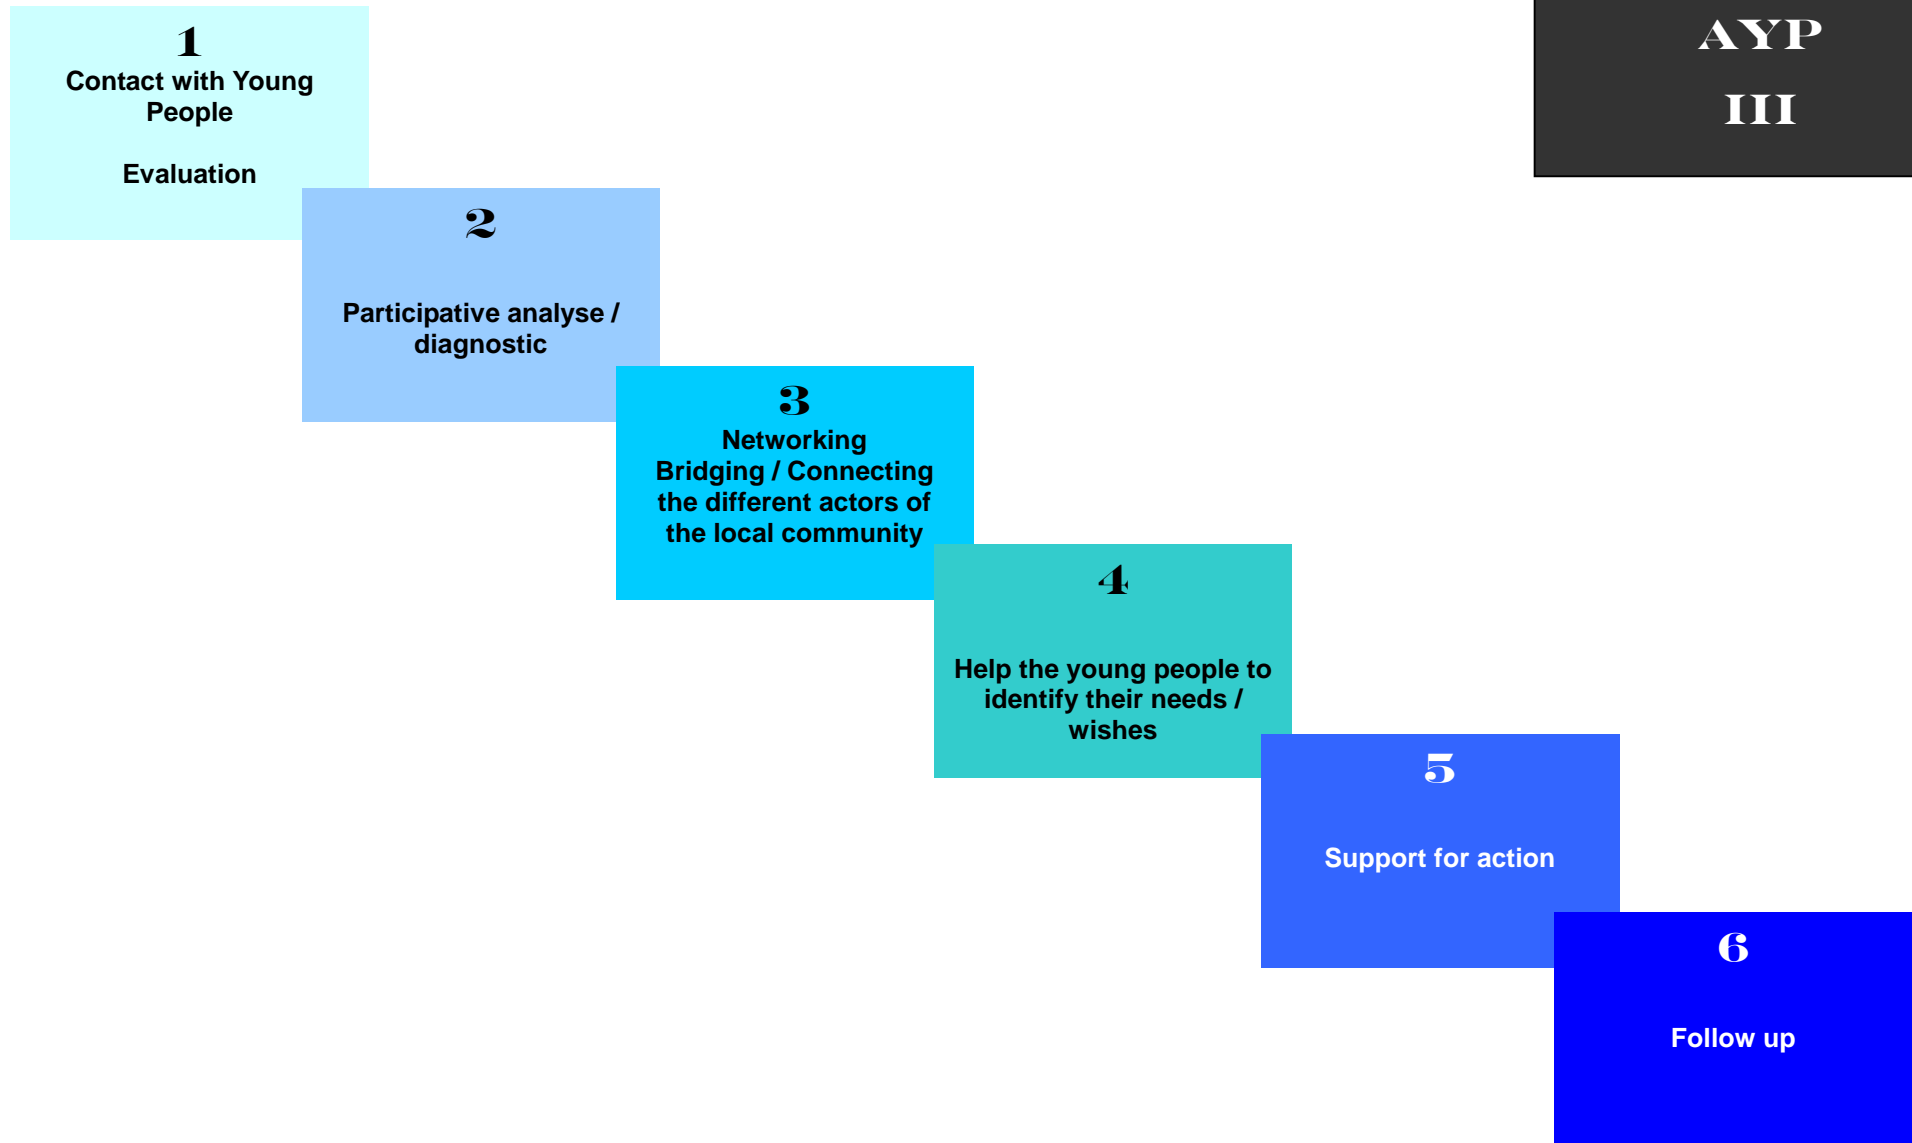 AYP
III
1
Contact with Young
People
Evaluation
2
Participative analyse /
diagnostic
3
Networking
Bridging / Connecting
the different actors of
the local community
4
Help the young people to
identify their needs /
wishes
5
Support for action
6
Follow up